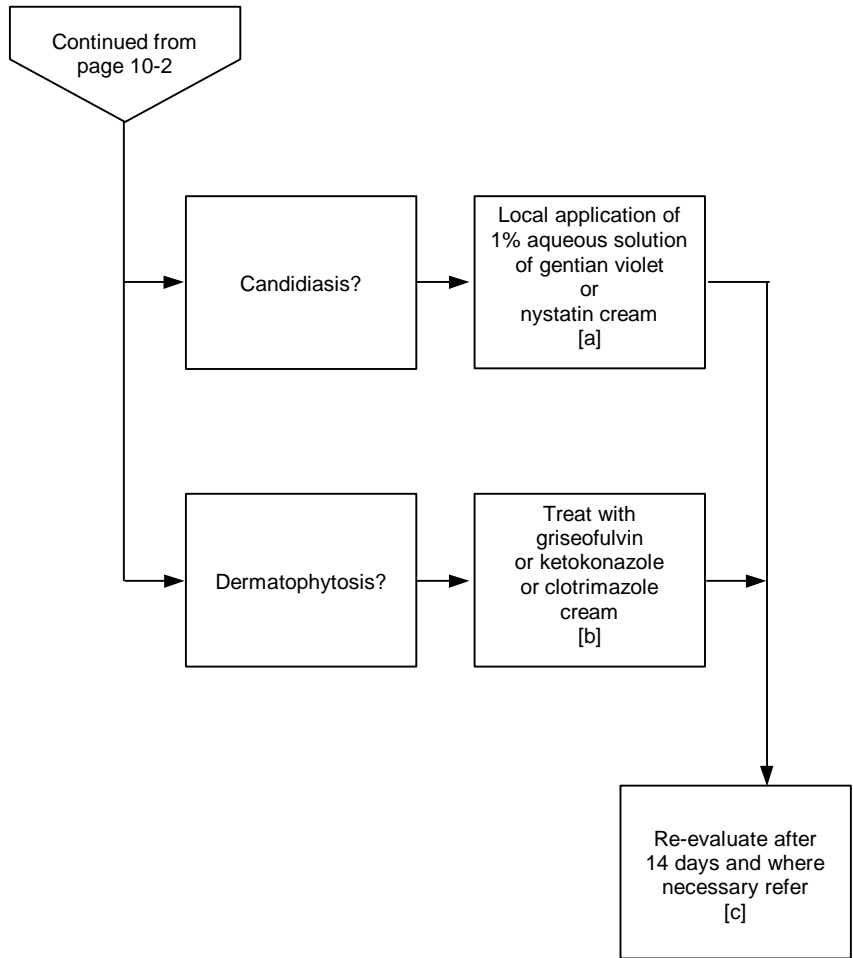 Continued from
page 10-2
Candidiasis?
Local application of
1% aqueous solution
of gentian violet
or
nystatin cream
[a]
Dermatophytosis?
Treat with
griseofulvin
or ketokonazole
or clotrimazole
cream
[b]
Re-evaluate after
14 days and where
necessary refer
[c]